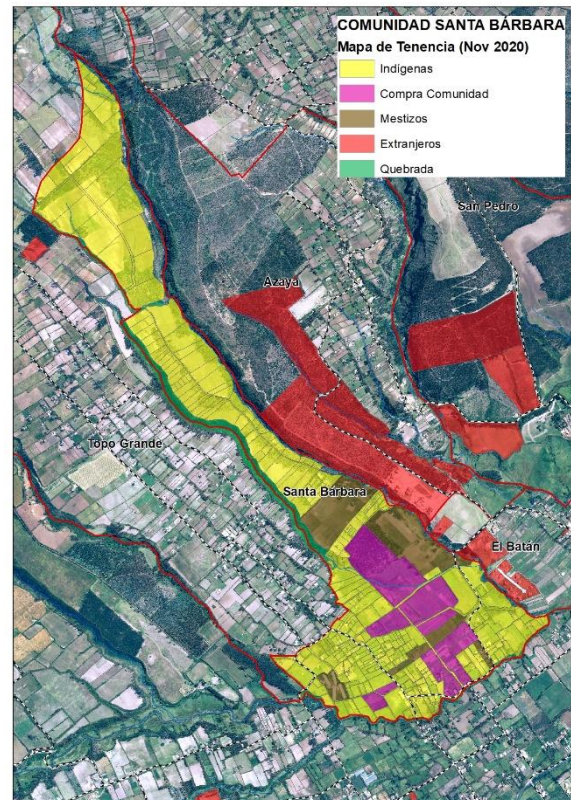 COMUNIDAD SANTA BÁRBARA
Mapa de Tenencia (Nov 2020)
Indígenas
Compra Comunidad
Mestizos
Extranjeros
Quebrada
San Pedro
Azaya
Topo Grande
Santa Bárbara
El Batán